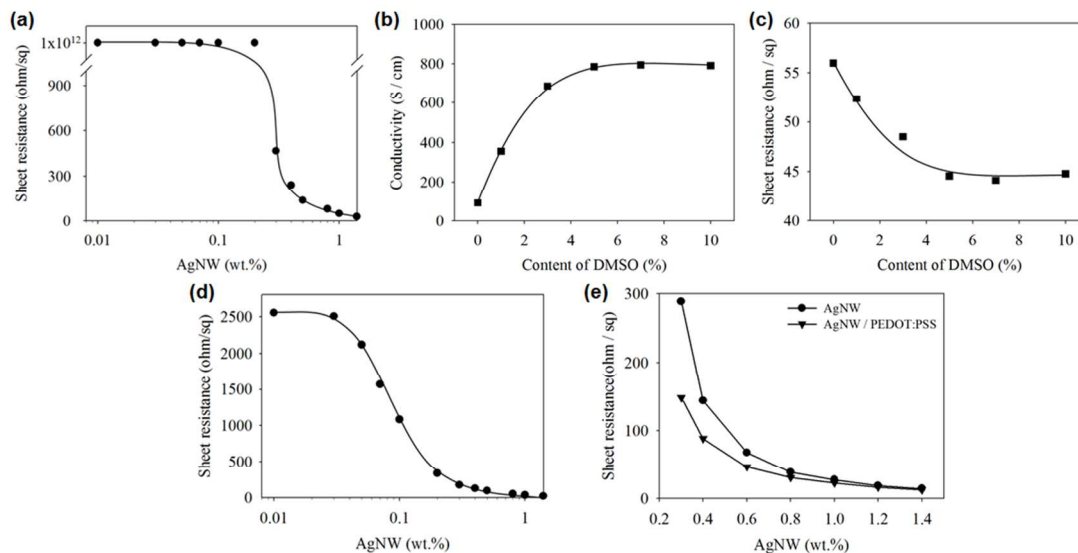 (a)
Sheet resistance (ohm/sq)
1x10¹²
900
600
300
0
0.01
0.1
1
AgNW (wt.%)
(b)
Conductivity (S / cm)
1000
800
600
400
200
0
0
2
4
6
8
10
Content of DMSO (%)
(c)
Sheet resistance (ohm / sq)
60
55
50
45
40
0
2
4
6
8
10
Content of DMSO (%)
(d)
Sheet resistance (ohm/sq)
2500
2000
1500
1000
500
0
0.01
0.1
1
AgNW (wt.%)
(e)
Sheet resistance(ohm / sq)
300
200
100
0
AgNW
AgNW / PEDOT:PSS
0.2
0.4
0.6
0.8
1.0
1.2
1.4
AgNW (wt.%)